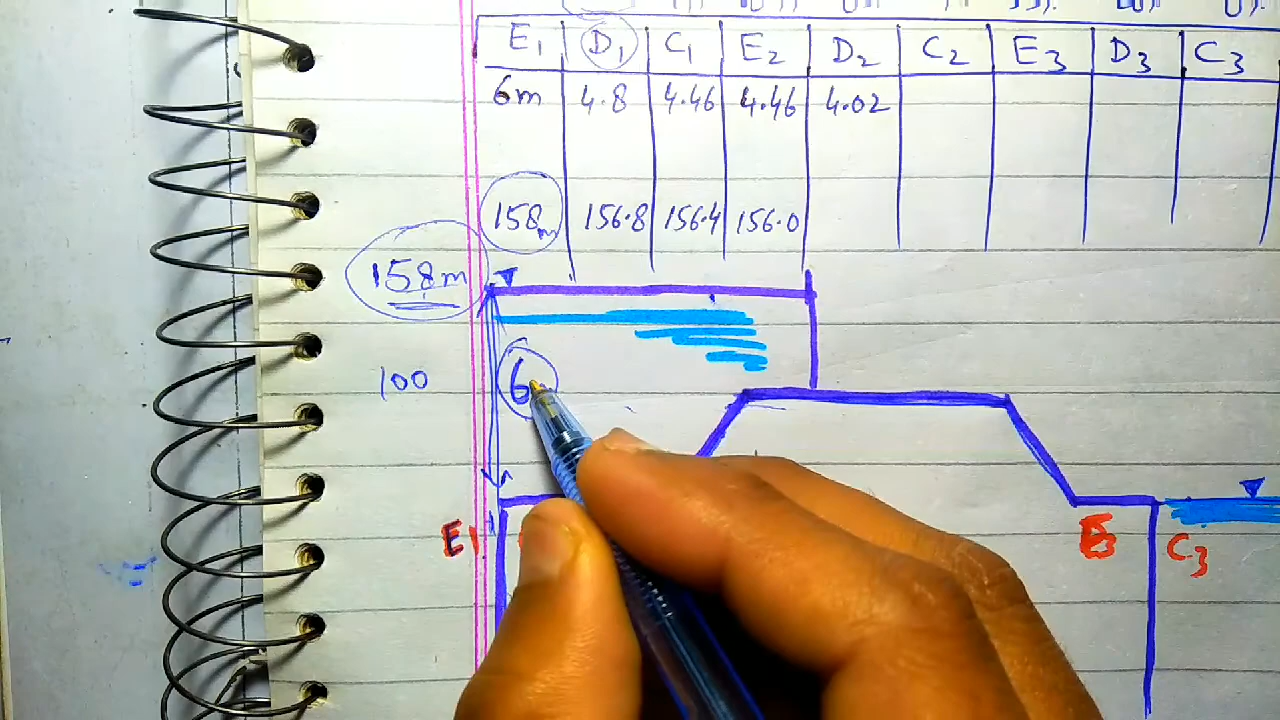 E1 D1 C1 E2 D2 C2 E3 D3 C3
6m 4.8 4.46 4.46 4.02
158m 156.8 156.4 156.0
158m
100
6
E1
E3 C3